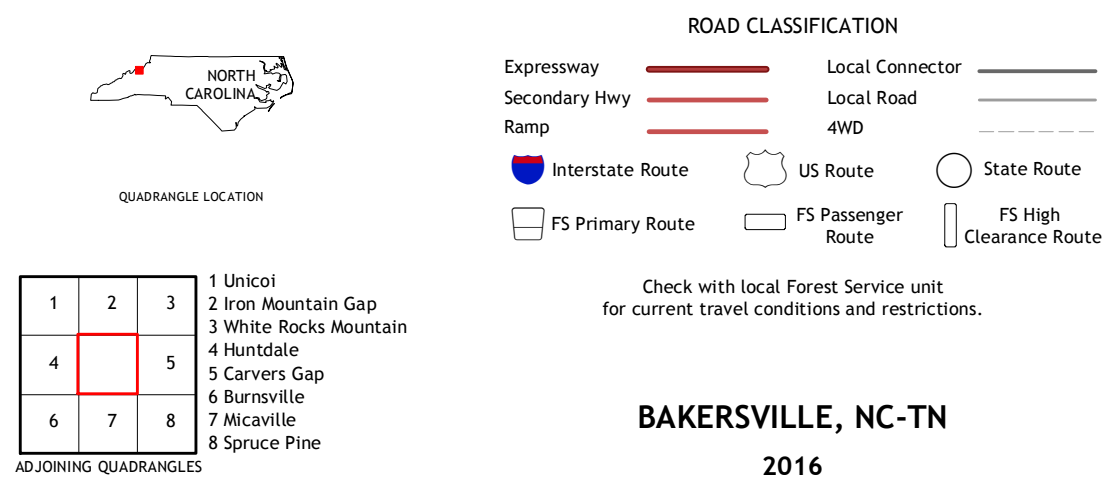 NORTH
CAROLINA
QUADRANGLE LOCATION
1 2 3
4 5
6 7 8
ADJOINING QUADRANGLES
1 Unicoi
2 Iron Mountain Gap
3 White Rocks Mountain
4 Huntdale
5 Carvers Gap
6 Burnsville
7 Micaville
8 Spruce Pine
ROAD CLASSIFICATION
Expressway
Local Connector
Secondary Hwy
Local Road
Ramp
4WD
Interstate Route
US Route
State Route
FS Primary Route
FS Passenger
Route
FS High
Clearance Route
Check with local Forest Service unit
for current travel conditions and restrictions.
BAKERSVILLE, NC-TN
2016